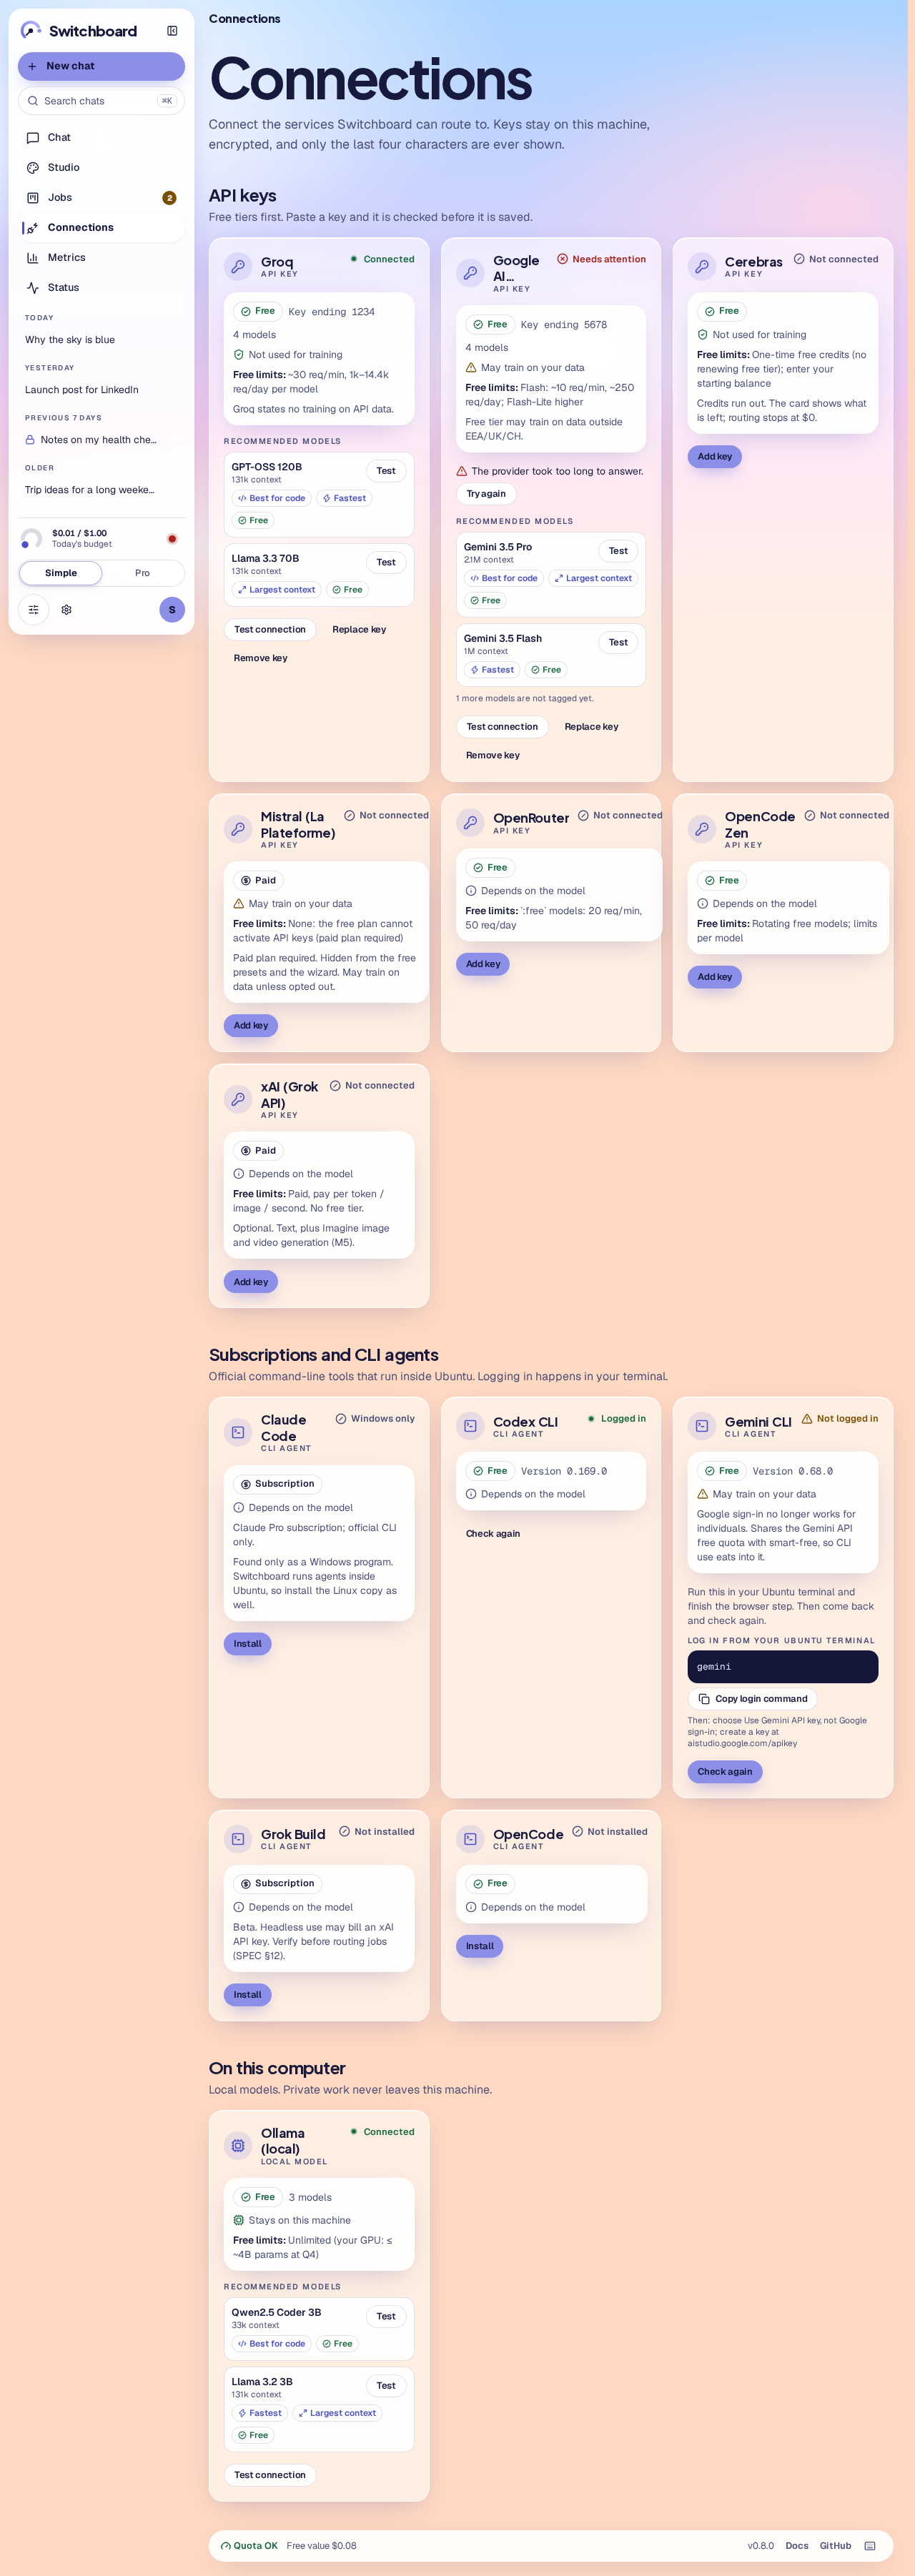 Switchboard
New chat
Search chats ⌘K
Chat
Studio
Jobs 2
Connections
Metrics
Status
TODAY
Why the sky is blue
YESTERDAY
Launch post for LinkedIn
PREVIOUS 7 DAYS
Notes on my health che...
OLDER
Trip ideas for a long weeke...
$0.01 / $1.00
Today's budget
Simple Pro
S
Connections
Connections
Connect the services Switchboard can route to. Keys stay on this machine,
encrypted, and only the last four characters are ever shown.
API keys
Free tiers first. Paste a key and it is checked before it is saved.
Groq
API KEY
Connected
Free Key ending 1234
4 models
Not used for training
Free limits: ~30 req/min, 1k–14.4k
req/day per model
Groq states no training on API data.
RECOMMENDED MODELS
GPT-OSS 120B
131k context
Test
Best for code Fastest
Free
Llama 3.3 70B
131k context
Test
Largest context Free
Test connection Replace key
Remove key
Google
AI...
API KEY
Needs attention
Free Key ending 5678
4 models
May train on your data
Free limits: Flash: ~10 req/min, ~250
req/day; Flash-Lite higher
Free tier may train on data outside
EEA/UK/CH.
The provider took too long to answer.
Try again
RECOMMENDED MODELS
Gemini 3.5 Pro
2.1M context
Test
Best for code Largest context
Free
Gemini 3.5 Flash
1M context
Test
Fastest Free
1 more models are not tagged yet.
Test connection Replace key
Remove key
Cerebras
API KEY
Not connected
Free
Not used for training
Free limits: One-time free credits (no
renewing free tier); enter your
starting balance
Credits run out. The card shows what
is left; routing stops at $0.
Add key
Mistral (La
Plateforme)
API KEY
Not connected
Paid
May train on your data
Free limits: None: the free plan cannot
activate API keys (paid plan required)
Paid plan required. Hidden from the free
presets and the wizard. May train on
data unless opted out.
Add key
OpenRouter
API KEY
Not connected
Free
Depends on the model
Free limits: `:free` models: 20 req/min,
50 req/day
Add key
OpenCode
Zen
API KEY
Not connected
Free
Depends on the model
Free limits: Rotating free models; limits
per model
Add key
xAI (Grok
API)
API KEY
Not connected
Paid
Depends on the model
Free limits: Paid, pay per token /
image / second. No free tier.
Optional. Text, plus Imagine image
and video generation (M5).
Add key
Subscriptions and CLI agents
Official command-line tools that run inside Ubuntu. Logging in happens in your terminal.
Claude
Code
CLI AGENT
Windows only
Subscription
Depends on the model
Claude Pro subscription; official CLI
only.
Found only as a Windows program.
Switchboard runs agents inside
Ubuntu, so install the Linux copy as
well.
Install
Codex CLI
CLI AGENT
Logged in
Free Version 0.169.0
Depends on the model
Check again
Gemini CLI
CLI AGENT
Not logged in
Free Version 0.68.0
May train on your data
Google sign-in no longer works for
individuals. Shares the Gemini API
free quota with smart-free, so CLI
use eats into it.
Run this in your Ubuntu terminal and
finish the browser step. Then come back
and check again.
LOG IN FROM YOUR UBUNTU TERMINAL
gemini
Copy login command
Then: choose Use Gemini API key, not Google
sign-in; create a key at
aistudio.google.com/apikey
Check again
Grok Build
CLI AGENT
Not installed
Subscription
Depends on the model
Beta. Headless use may bill an xAI
API key. Verify before routing jobs
(SPEC §12).
Install
OpenCode
CLI AGENT
Not installed
Free
Depends on the model
Install
On this computer
Local models. Private work never leaves this machine.
Ollama
(local)
LOCAL MODEL
Connected
Free 3 models
Stays on this machine
Free limits: Unlimited (your GPU: ≤
~4B params at Q4)
RECOMMENDED MODELS
Qwen2.5 Coder 3B
33k context
Test
Best for code Free
Llama 3.2 3B
131k context
Test
Fastest Largest context
Free
Test connection
Quota OK Free value $0.08
v0.8.0 Docs GitHub